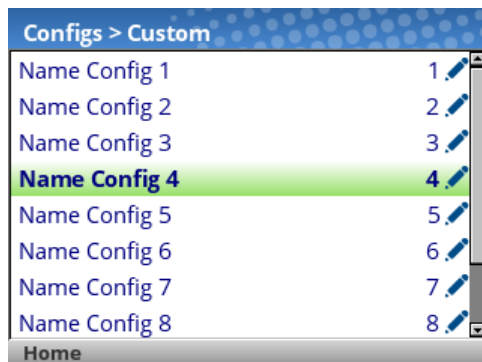 Configs > Custom
Name Config 1 1
Name Config 2 2
Name Config 3 3
Name Config 4 4
Name Config 5 5
Name Config 6 6
Name Config 7 7
Name Config 8 8
Home